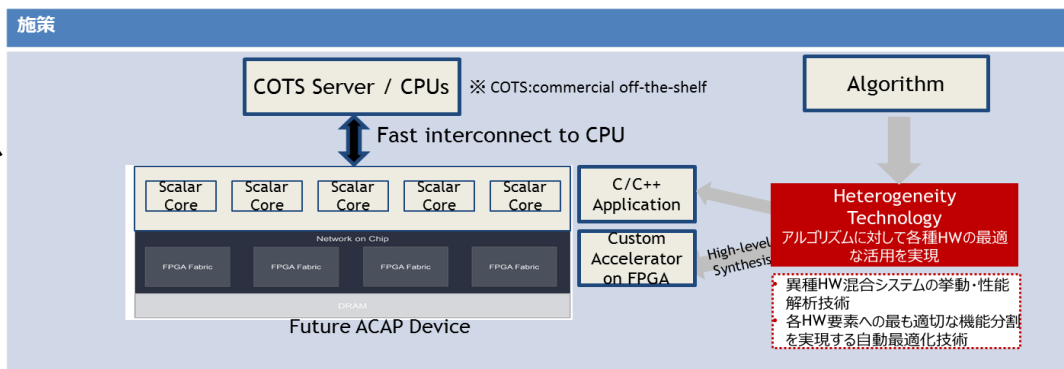 施策
COTS Server / CPUs
※ COTS:commercial off-the-shelf
Algorithm
Fast interconnect to CPU
Scalar
Core
Scalar
Core
Scalar
Core
Scalar
Core
Scalar
Core
C/C++
Application
Heterogeneity
Technology
アルゴリズムに対して各種HWの最適
な活用を実現
Network on Chip
FPGA Fabric
FPGA Fabric
FPGA Fabric
FPGA Fabric
Custom
Accelerator
on FPGA
High-level
Synthesis
DRAM
Future ACAP Device
• 異種HW混合システムの挙動・性能
解析技術
• 各HW要素への最も適切な機能分割
を実現する自動最適化技術